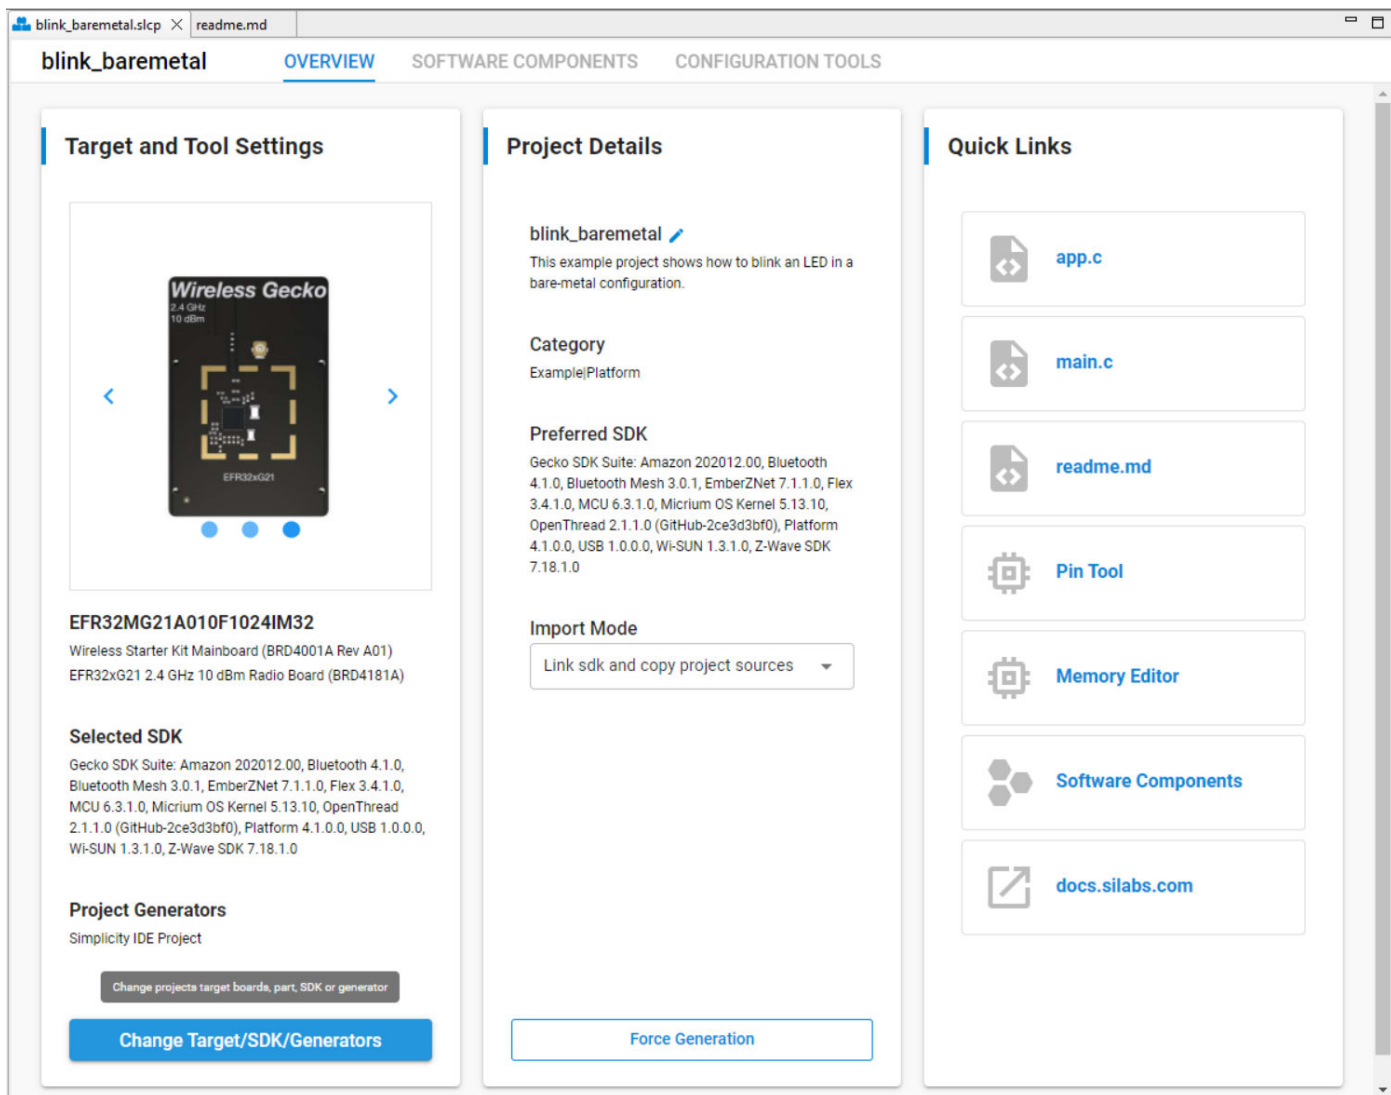 blink_baremetal.slcp
readme.md
blink_baremetal
OVERVIEW
SOFTWARE COMPONENTS
CONFIGURATION TOOLS
Target and Tool Settings
Wireless Gecko
2.4 GHz
10 dBm
EFR32xG21
EFR32MG21A010F1024IM32
Wireless Starter Kit Mainboard (BRD4001A Rev A01)
EFR32xG21 2.4 GHz 10 dBm Radio Board (BRD4181A)
Selected SDK
Gecko SDK Suite: Amazon 202012.00, Bluetooth 4.1.0,
Bluetooth Mesh 3.0.1, EmberZNet 7.1.1.0, Flex 3.4.1.0,
MCU 6.3.1.0, Micrium OS Kernel 5.13.10, OpenThread
2.1.1.0 (GitHub-2ce3d3bf0), Platform 4.1.0.0, USB 1.0.0.0,
Wi-SUN 1.3.1.0, Z-Wave SDK 7.18.1.0
Project Generators
Simplicity IDE Project
Change projects target boards, part, SDK or generator
Change Target/SDK/Generators
Project Details
blink_baremetal
This example project shows how to blink an LED in a
bare-metal configuration.
Category
Example|Platform
Preferred SDK
Gecko SDK Suite: Amazon 202012.00, Bluetooth
4.1.0, Bluetooth Mesh 3.0.1, EmberZNet 7.1.1.0, Flex
3.4.1.0, MCU 6.3.1.0, Micrium OS Kernel 5.13.10,
OpenThread 2.1.1.0 (GitHub-2ce3d3bf0), Platform
4.1.0.0, USB 1.0.0.0, Wi-SUN 1.3.1.0, Z-Wave SDK
7.18.1.0
Import Mode
Link sdk and copy project sources
Force Generation
Quick Links
app.c
main.c
readme.md
Pin Tool
Memory Editor
Software Components
docs.silabs.com